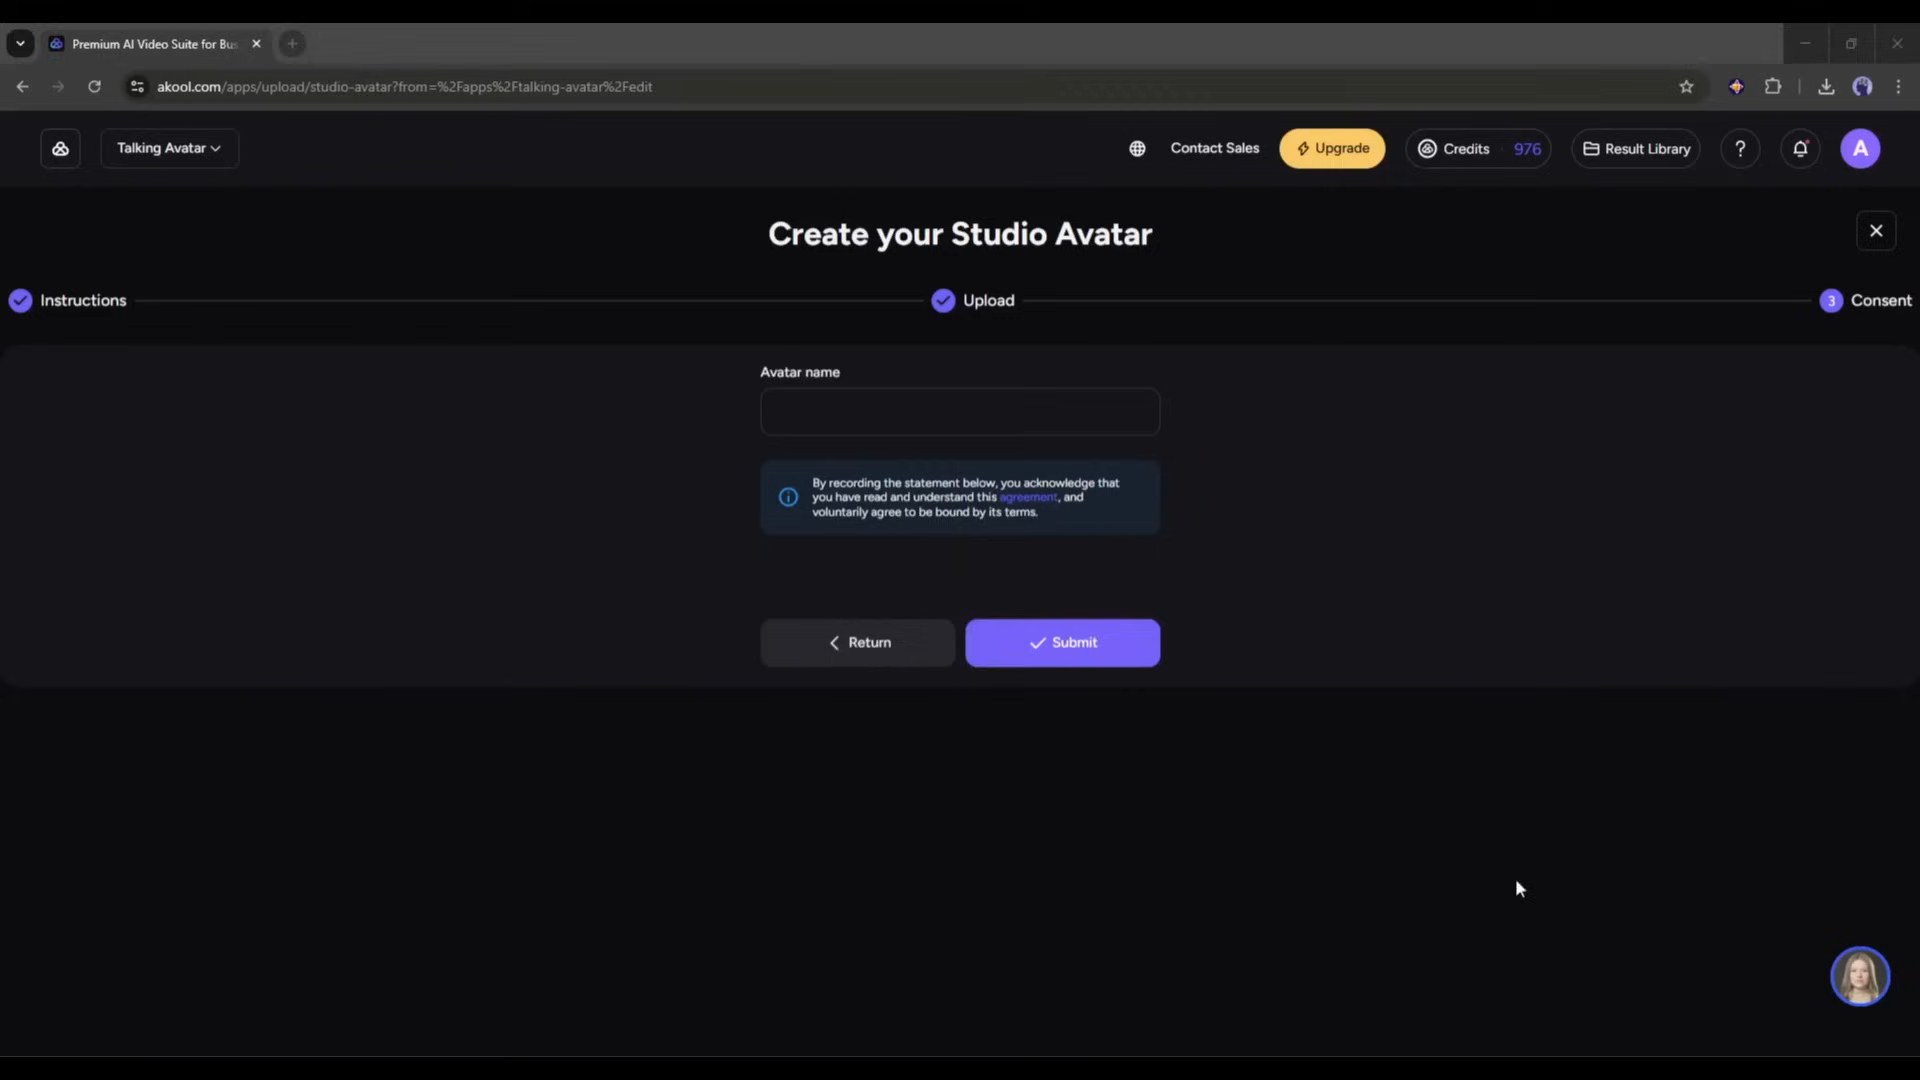 Premium AI Video Suite for Bus
akool.com/apps/upload/studio-avatar?from=%2Fapps%2Ftalking-avatar%2Fedit
Talking Avatar
Contact Sales
Upgrade
Credits 976
Result Library
?
A
Create your Studio Avatar
Instructions
Upload
3 Consent
Avatar name
By recording the statement below, you acknowledge that
you have read and understand this agreement, and
voluntarily agree to be bound by its terms.
Return
Submit